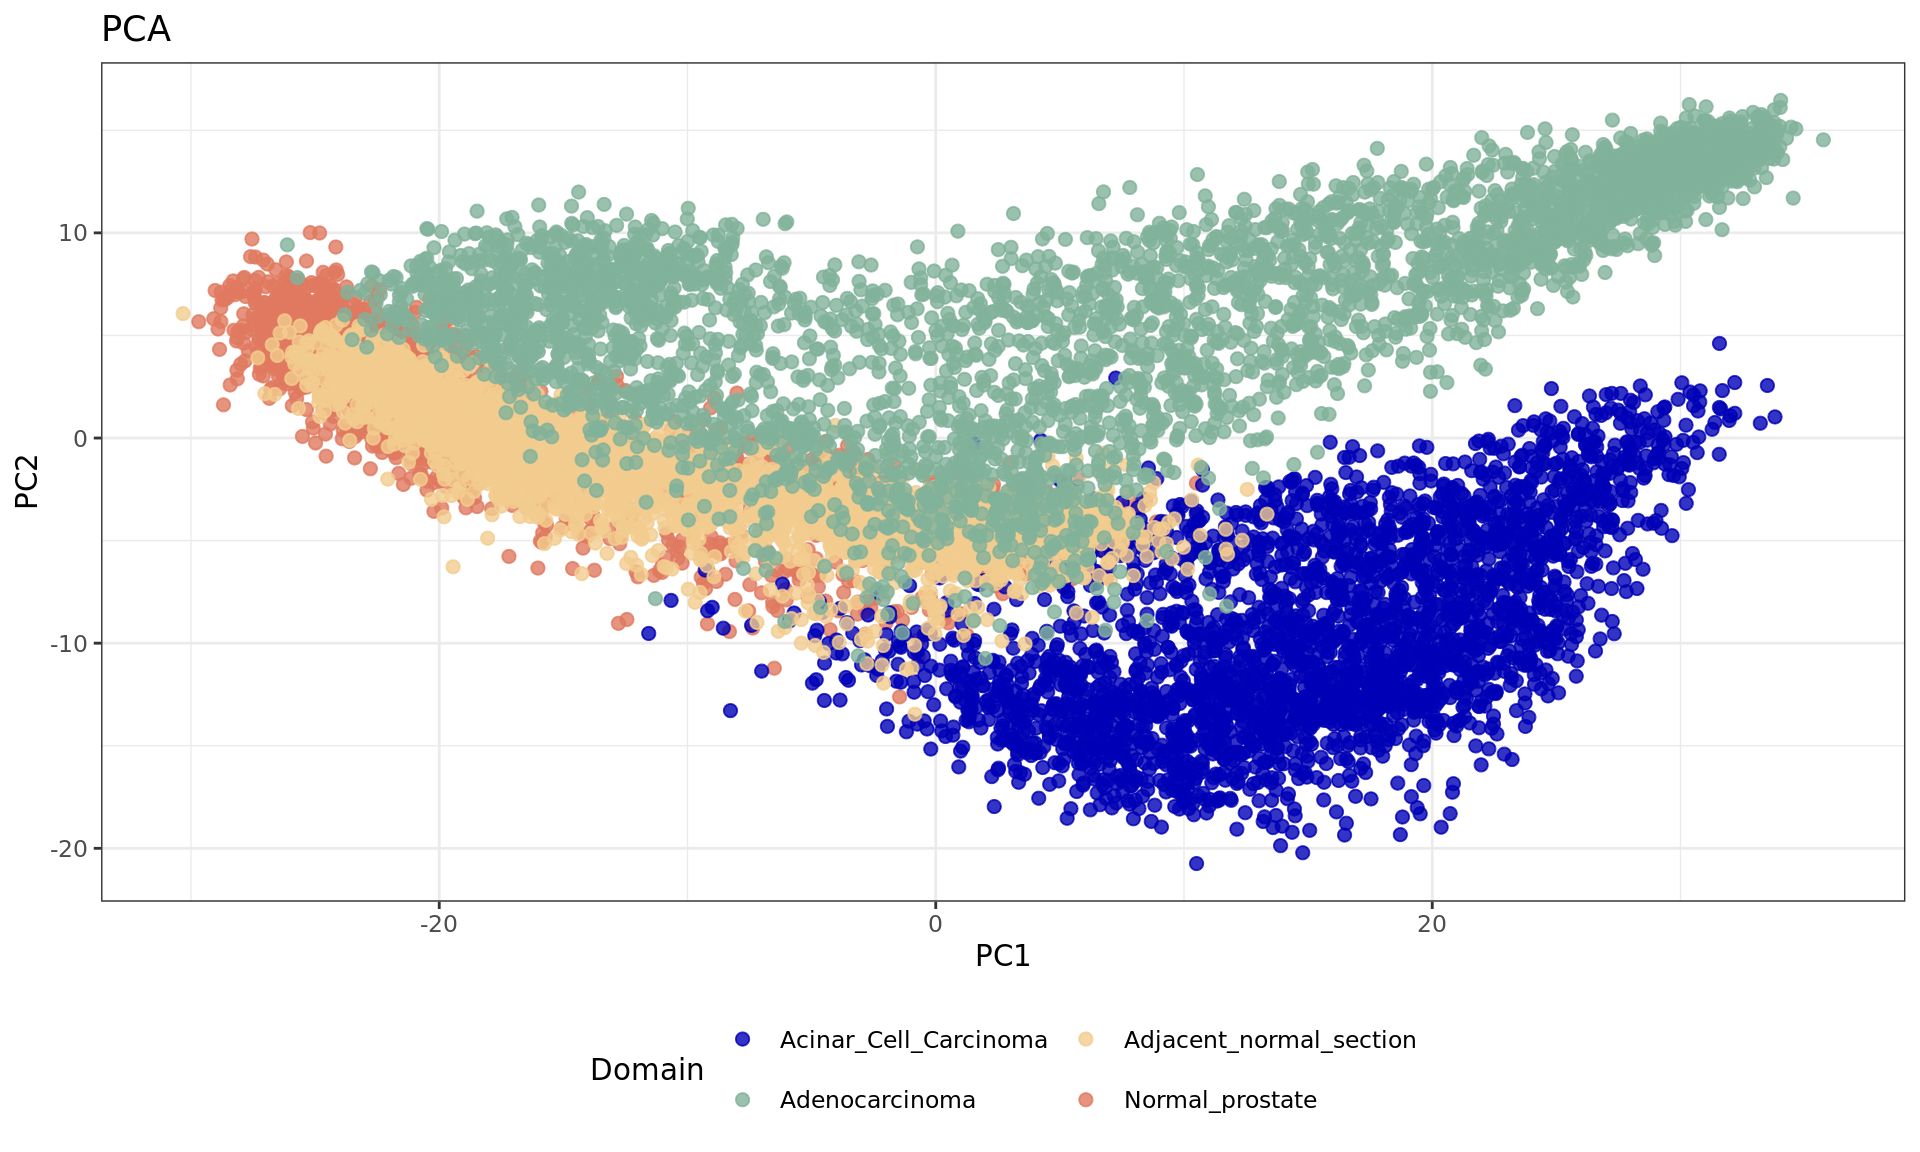 PCA
10
0
-10
-20
PC2
-20 0 20
PC1
Domain
Acinar_Cell_Carcinoma Adjacent_normal_section
Adenocarcinoma Normal_prostate